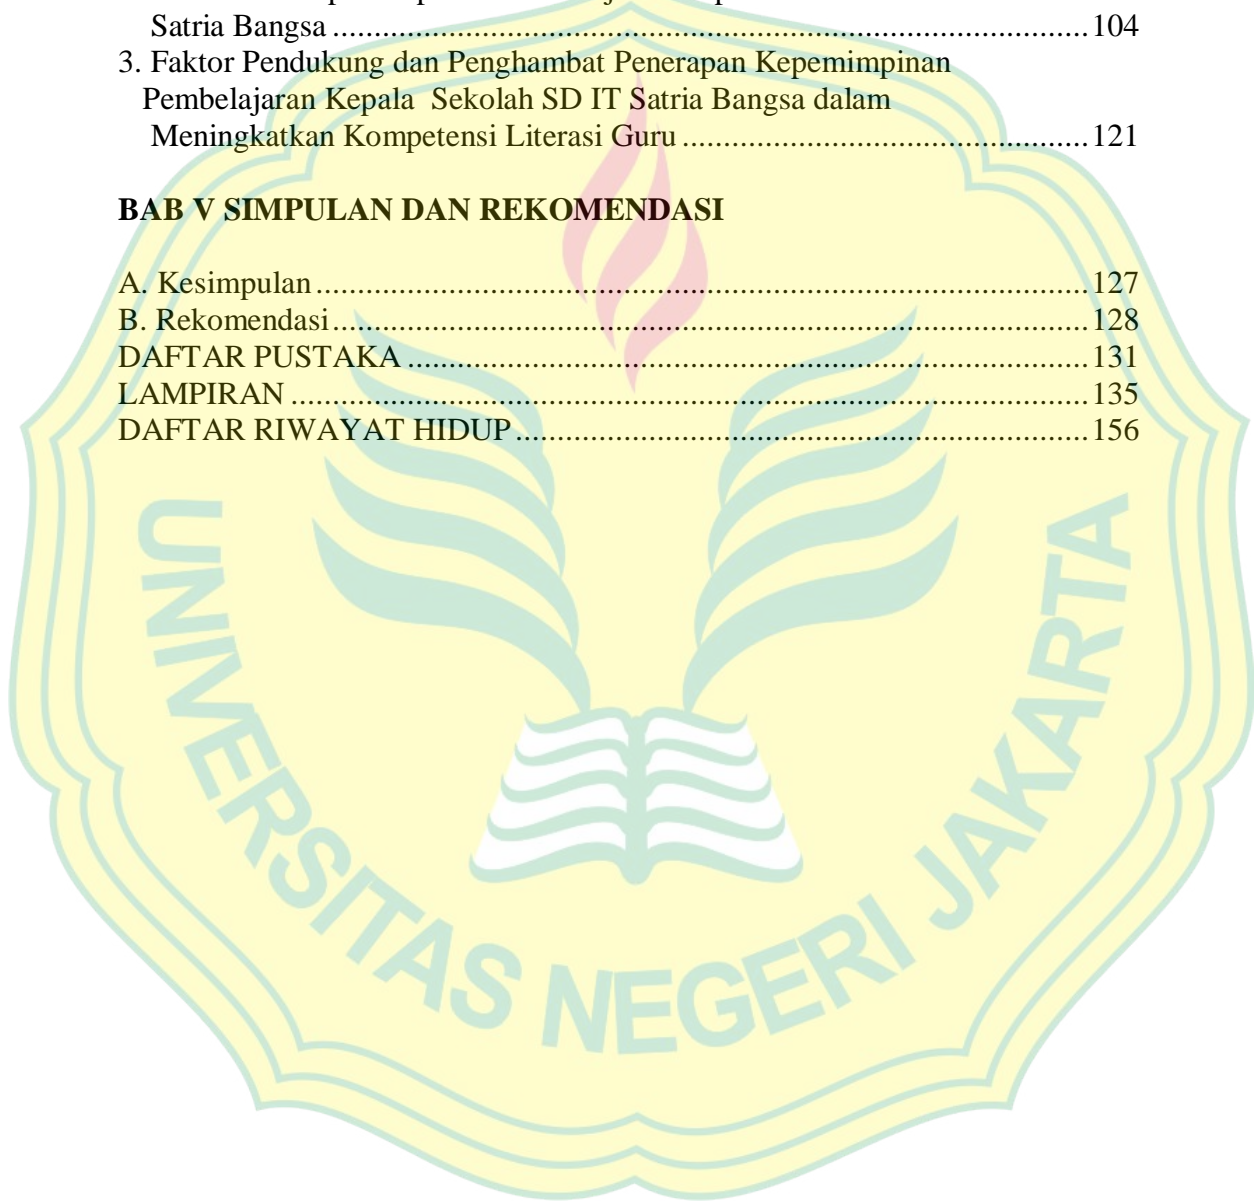 Satria Bangsa ........................................................................................... 104
3. Faktor Pendukung dan Penghambat Penerapan Kepemimpinan
Pembelajaran Kepala Sekolah SD IT Satria Bangsa dalam
Meningkatkan Kompetensi Literasi Guru ................................................. 121
BAB V SIMPULAN DAN REKOMENDASI
A. Kesimpulan ............................................................................................. 127
B. Rekomendasi ........................................................................................... 128
DAFTAR PUSTAKA .................................................................................. 131
LAMPIRAN ................................................................................................ 135
DAFTAR RIWAYAT HIDUP ..................................................................... 156
UNIVERSITAS NEGERI JAKARTA